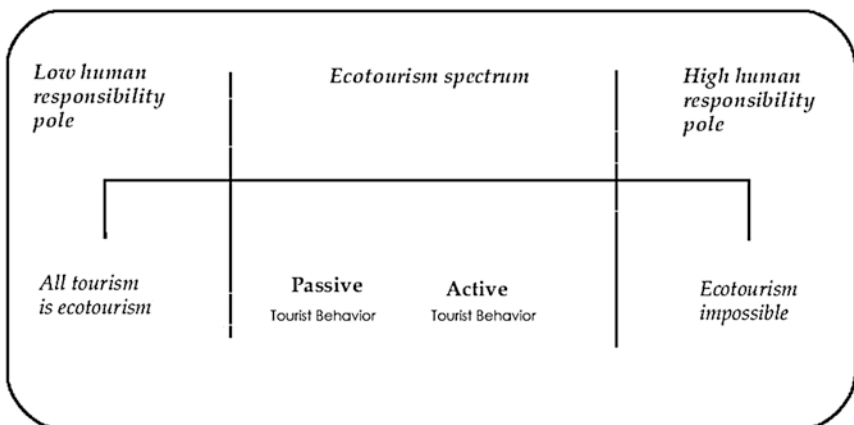 Low human
responsibility
pole
Ecotourism spectrum
High human
responsibility
pole
All tourism
is ecotourism
Passive
Tourist Behavior
Active
Tourist Behavior
Ecotourism
impossible